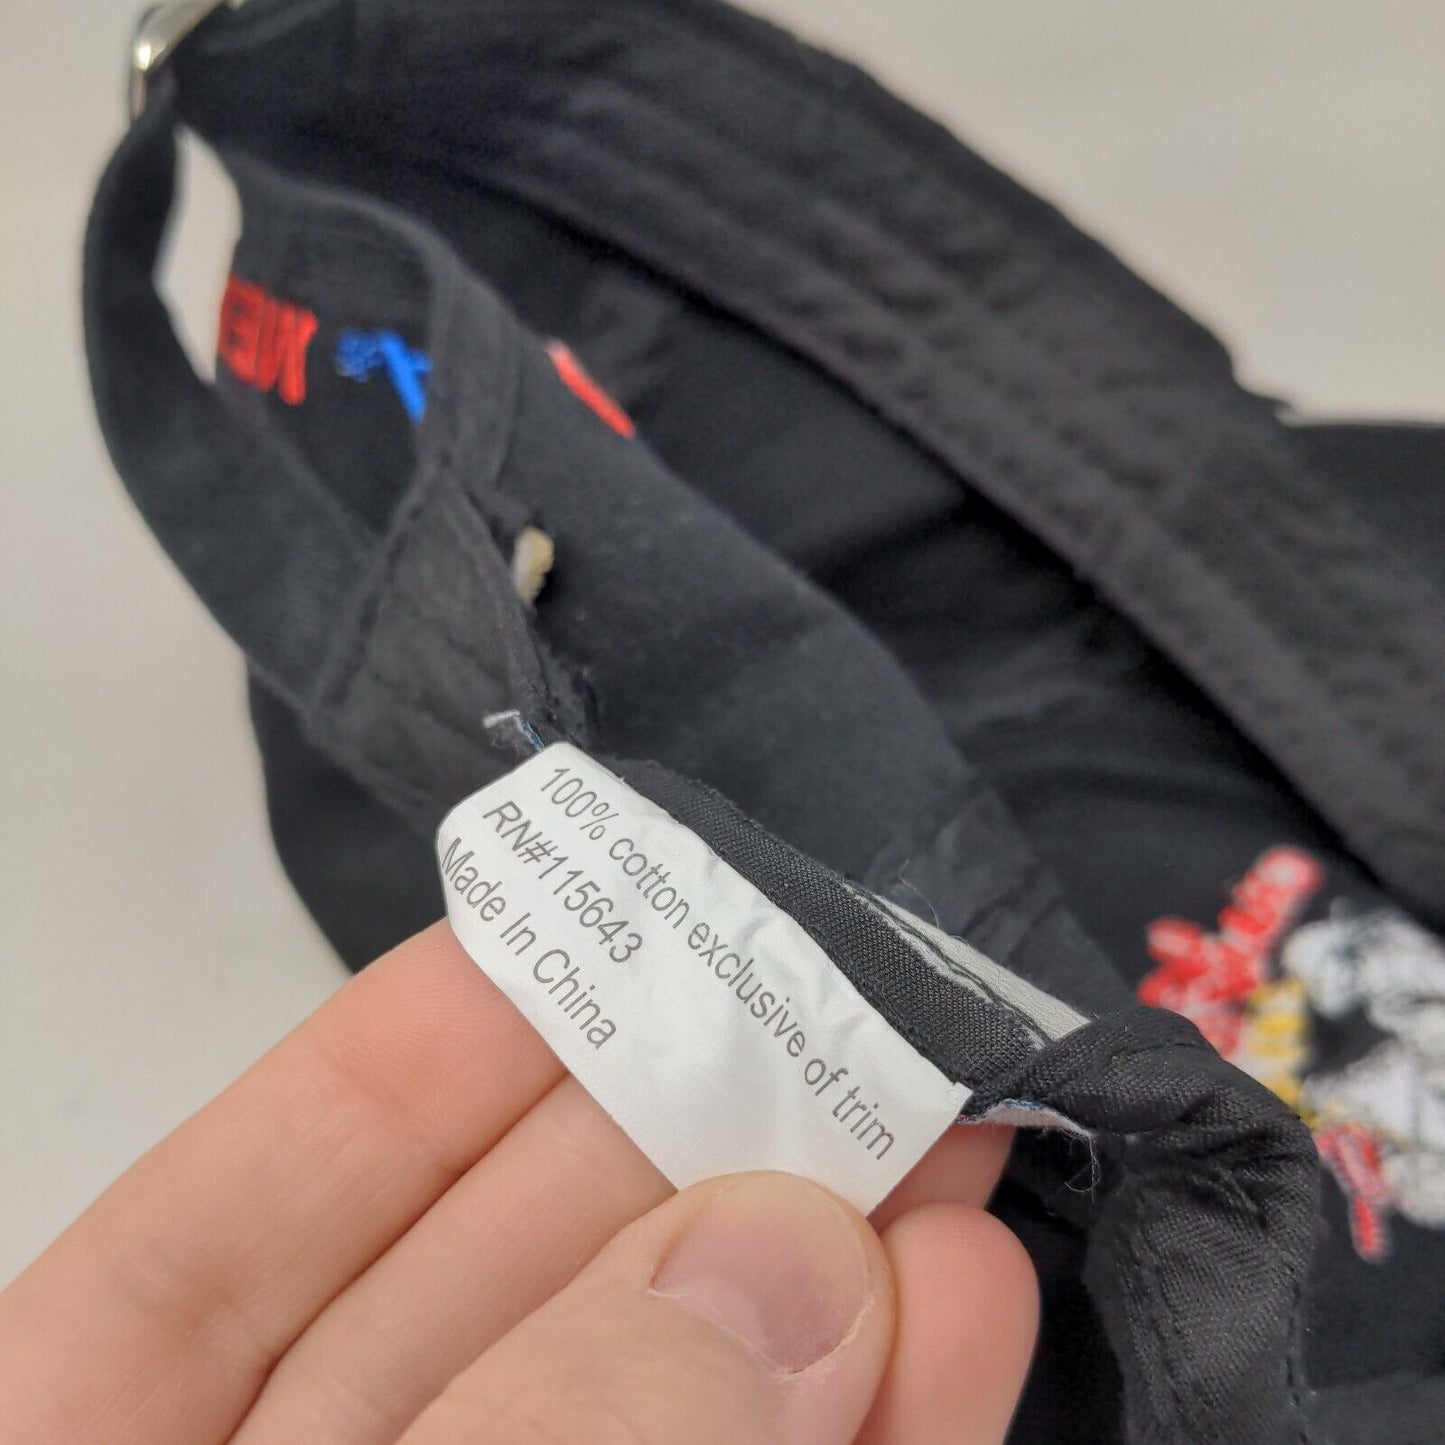 100% cotton exclusive of trim
RN#115643
Made In China